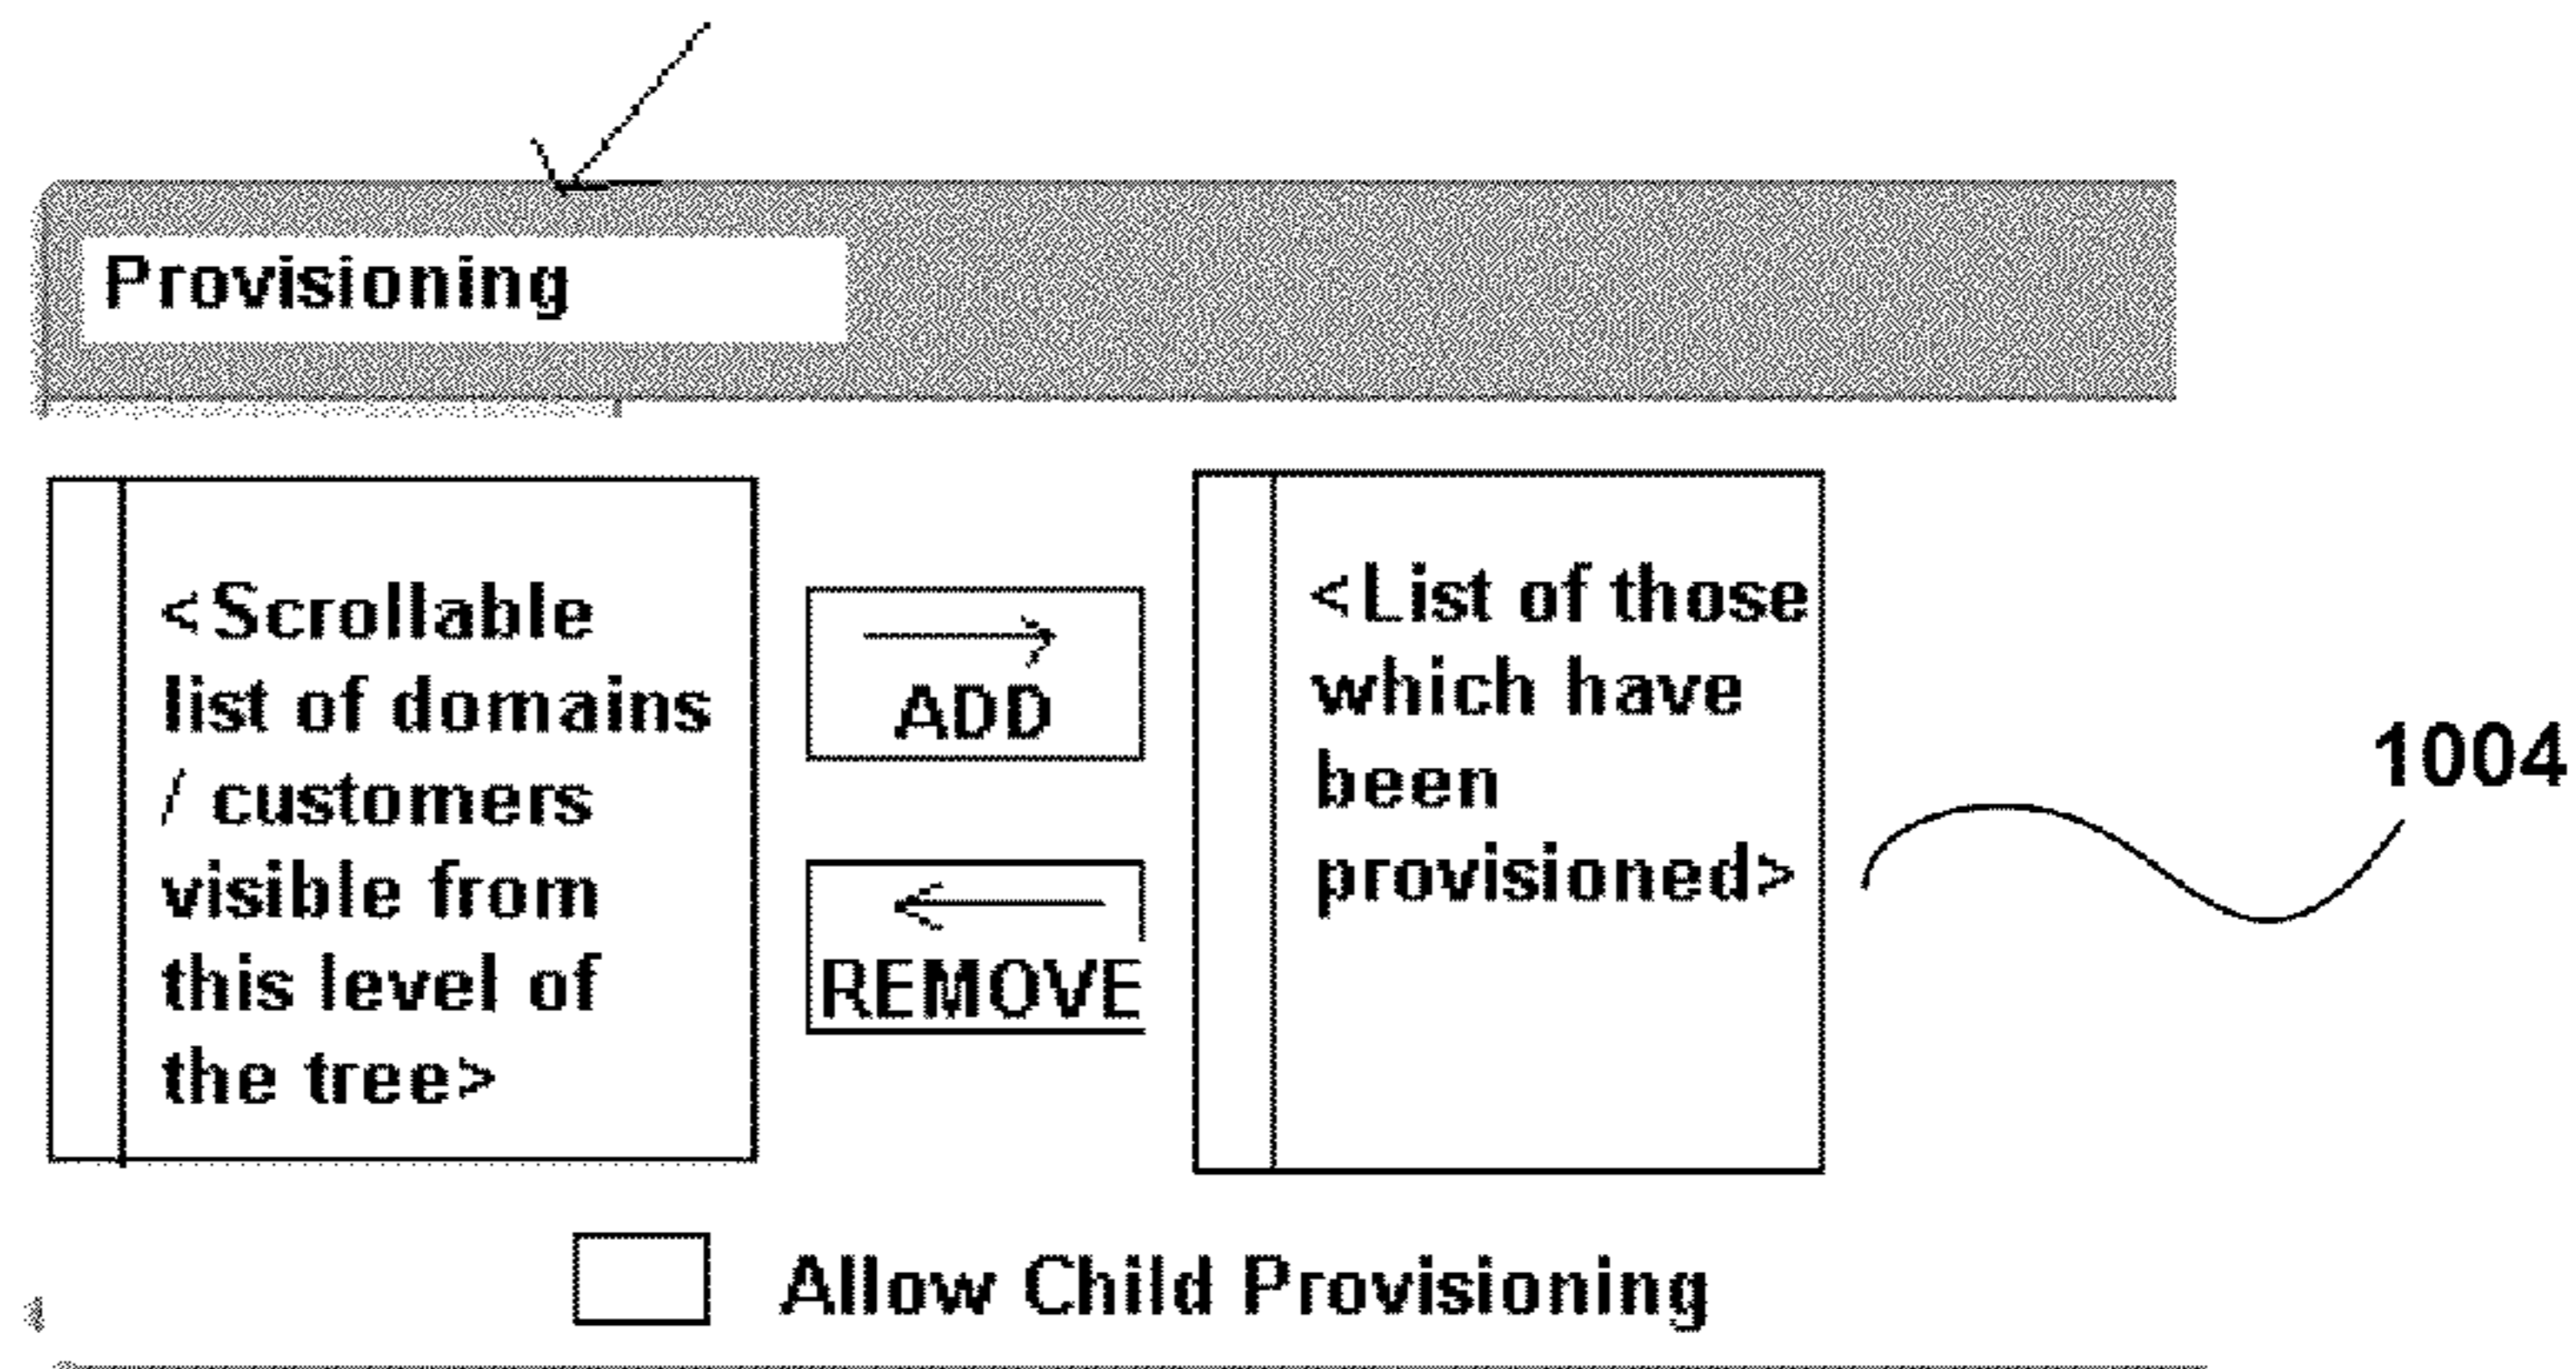 Provisioning
<Scrollable
list of domains
/ customers
visible from
this level of
the tree>
ADD
REMOVE
<List of those
which have
been
provisioned>
1004
Allow Child Provisioning